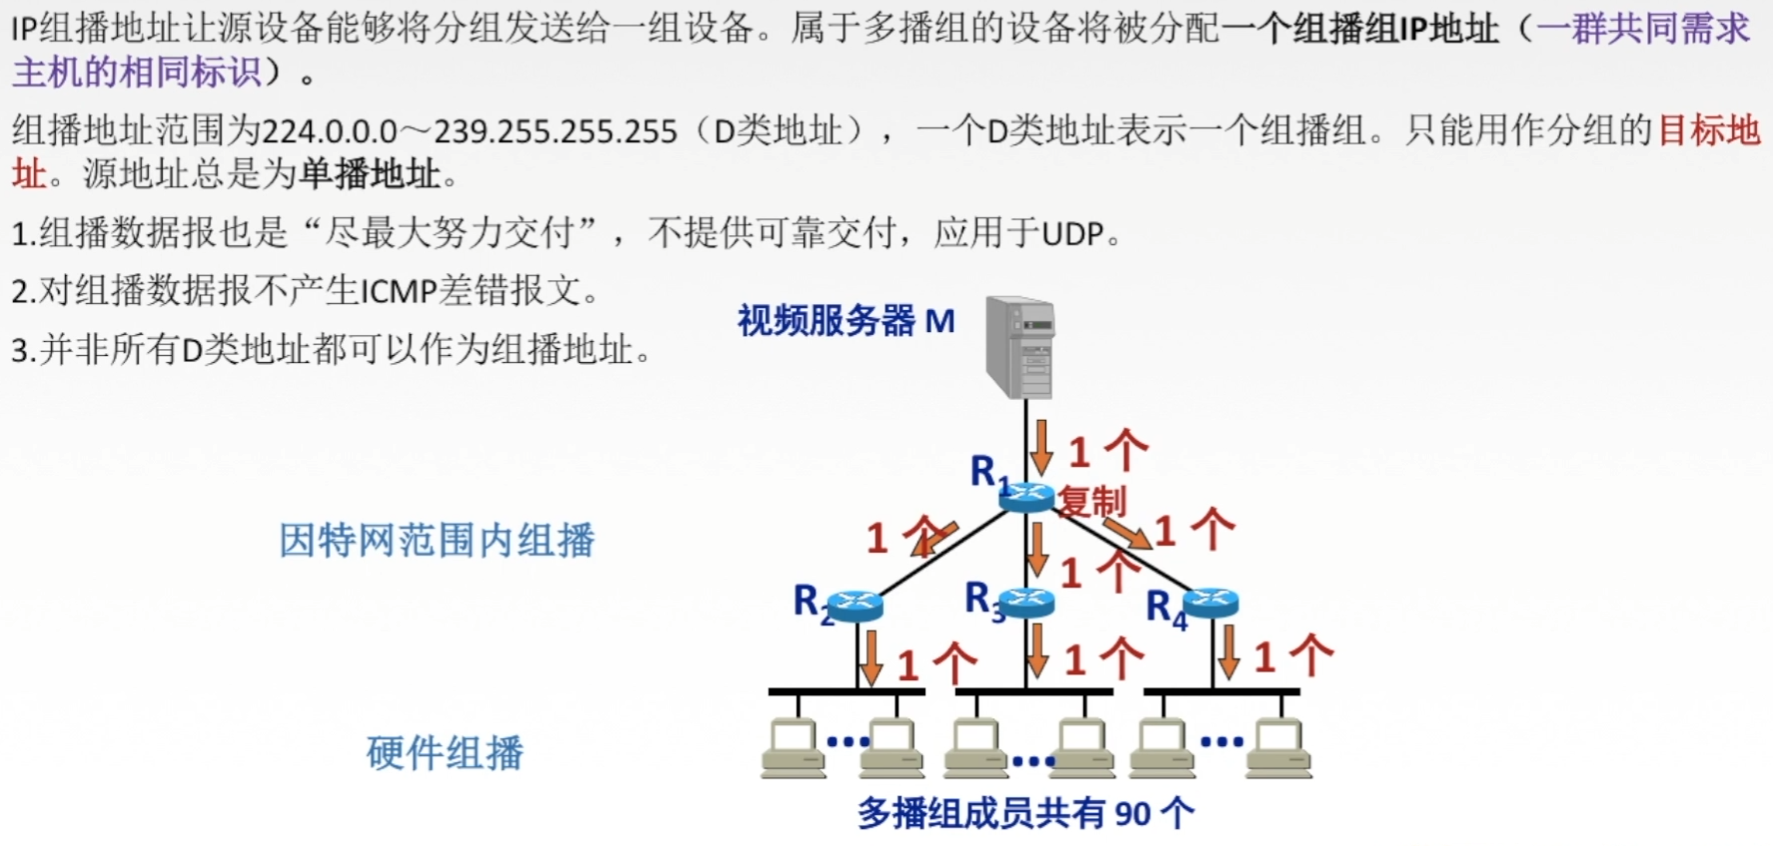 IP组播地址让源设备能够将分组发送给一组设备。属于多播组的设备将被分配一个组播组IP地址（一群共同需求
主机的相同标识）。
组播地址范围为224.0.0.0～239.255.255.255（D类地址），一个D类地址表示一个组播组。只能用作分组的目标地
址。源地址总是为单播地址。
1.组播数据报也是“尽最大努力交付”，不提供可靠交付，应用于UDP。
2.对组播数据报不产生ICMP差错报文。
3.并非所有D类地址都可以作为组播地址。
视频服务器 M
1 个
R1
复制
1 个
1 个
1 个
因特网范围内组播
R2
R3
R4
1 个
1 个
1 个
硬件组播
多播组成员共有 90 个